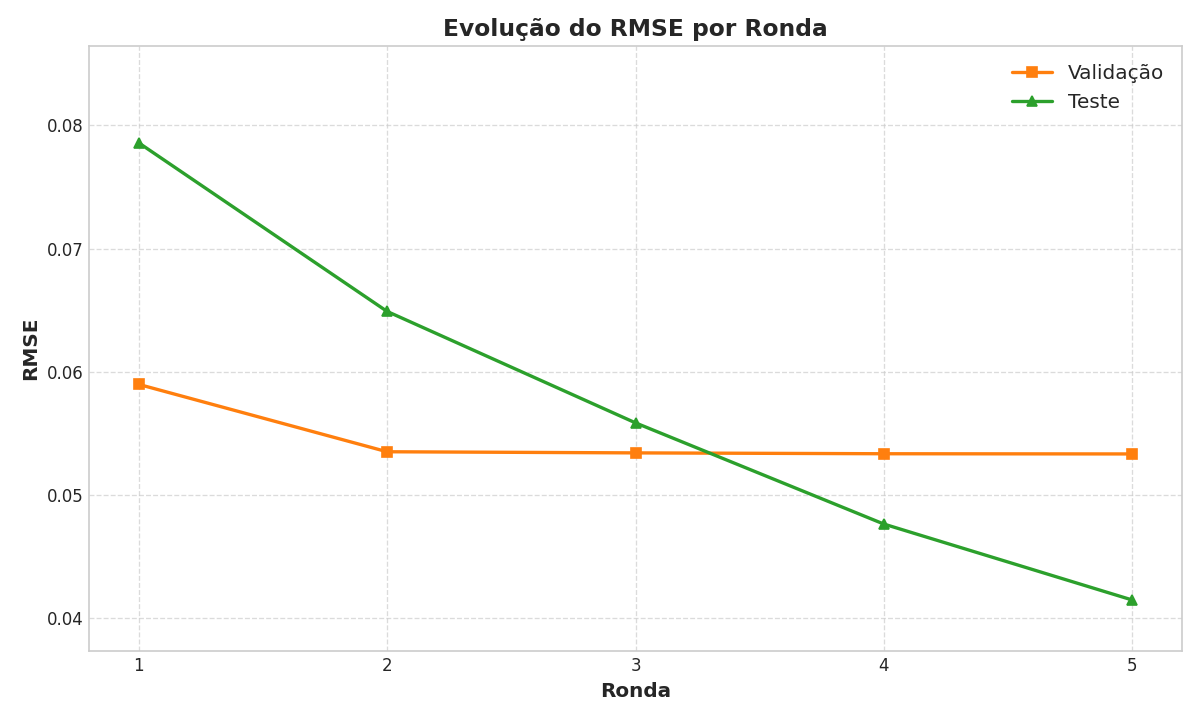 Evolução do RMSE por Ronda
Validação
Teste
RMSE
0.08
0.07
0.06
0.05
0.04
1 2 3 4 5
Ronda